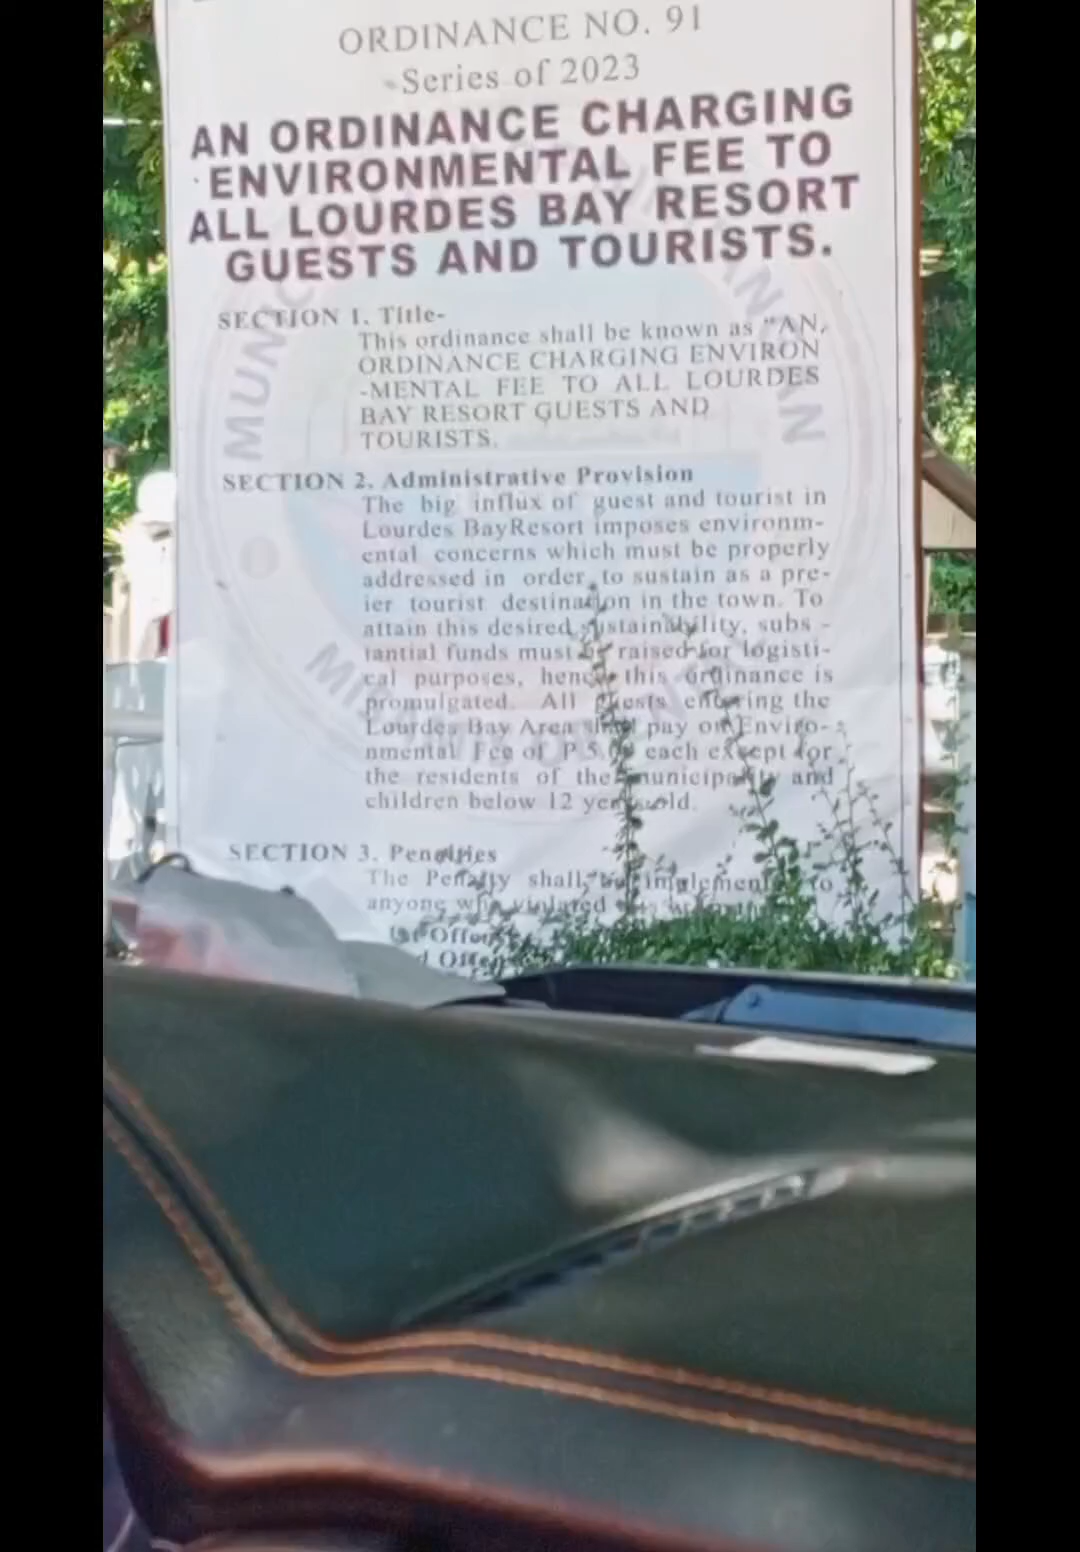 ORDINANCE NO. 91
Series of 2023
AN ORDINANCE CHARGING
ENVIRONMENTAL FEE TO
ALL LOURDES BAY RESORT
GUESTS AND TOURISTS.
SECTION 1. Title-
This ordinance shall be known as "AN
ORDINANCE CHARGING ENVIRON
-MENTAL FEE TO ALL LOURDES
BAY RESORT GUESTS AND
TOURISTS.
SECTION 2. Administrative Provision
The big influx of guest and tourist in
Lourdes BayResort imposes environm-
ental concerns which must be properly
addressed in order to sustain as a pre-
ier tourist destination in the town. To
attain this desired sustainability, subs -
tantial funds must be raised for logisti-
cal purposes, hence this ordinance is
promulgated. All guests entering the
Lourdes Bay Area shall pay on Enviro-
nmental Fee of P 5.00 each except for
the residents of the municipality and
children below 12 years old.
SECTION 3. Penalties
The Penalty shall be implemented to
anyone who violated
1st Offense
Offense